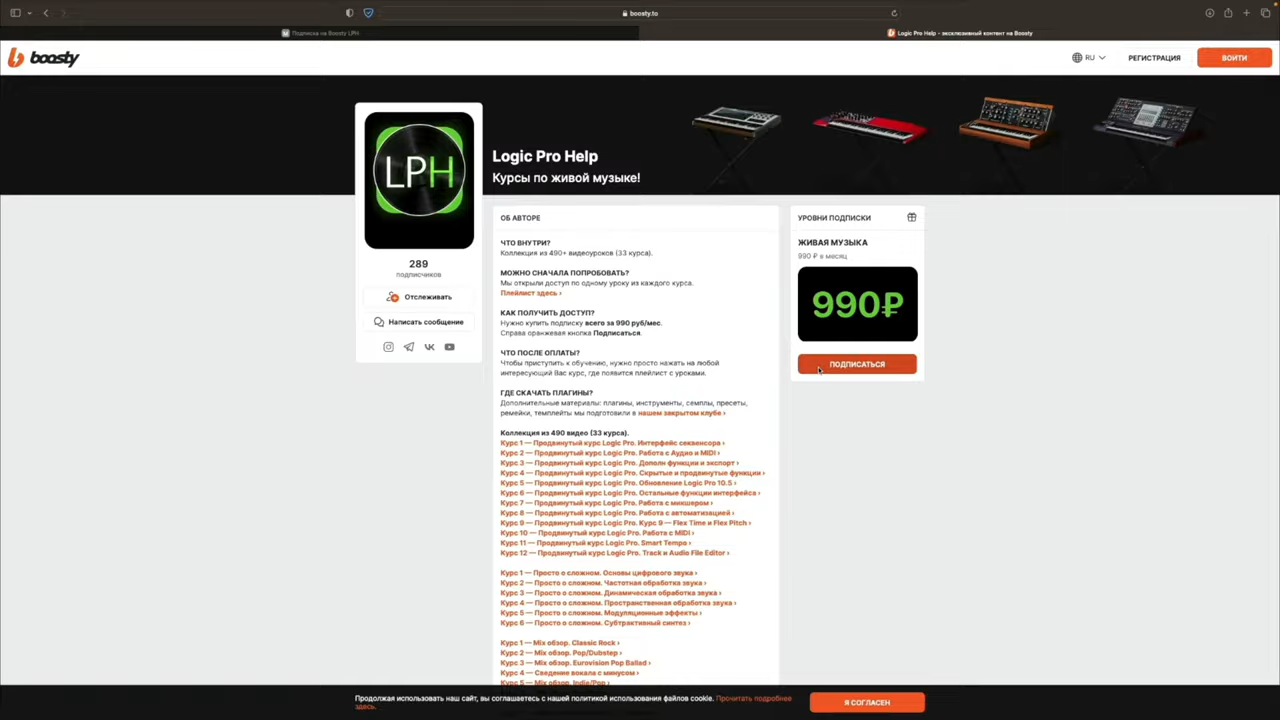 boosty.to
Подписка на Boosty LPH
Logic Pro Help – эксклюзивный контент на Boosty
boosty
RU
РЕГИСТРАЦИЯ
ВОЙТИ
LPH
Logic Pro Help
Курсы по живой музыке!
289
подписчиков
Отслеживать
Написать сообщение
ОБ АВТОРЕ
ЧТО ВНУТРИ?
Коллекция из 490+ видеоуроков (33 курса).
МОЖНО СНАЧАЛА ПОПРОБОВАТЬ?
Мы открыли доступ по одному уроку из каждого курса.
Плейлист здесь ›
КАК ПОЛУЧИТЬ ДОСТУП?
Нужно купить подписку всего за 990 руб/мес.
Справа оранжевая кнопка Подписаться.
ЧТО ПОСЛЕ ОПЛАТЫ?
Чтобы приступить к обучению, нужно просто нажать на любой
интересующий Вас курс, где появится плейлист с уроками.
ГДЕ СКАЧАТЬ ПЛАГИНЫ?
Дополнительные материалы: плагины, инструменты, семплы, пресеты,
ремейки, темплейты мы подготовили в нашем закрытом клубе ›
Коллекция из 490 видео (33 курса).
Курс 1 — Продвинутый курс Logic Pro. Интерфейс секвенсора ›
Курс 2 — Продвинутый курс Logic Pro. Работа с Аудио и MIDI ›
Курс 3 — Продвинутый курс Logic Pro. Дополн функции и экспорт ›
Курс 4 — Продвинутый курс Logic Pro. Скрытые и продвинутые функции ›
Курс 5 — Продвинутый курс Logic Pro. Обновление Logic Pro 10.5 ›
Курс 6 — Продвинутый курс Logic Pro. Остальные функции интерфейса ›
Курс 7 — Продвинутый курс Logic Pro. Работа с микшером ›
Курс 8 — Продвинутый курс Logic Pro. Работа с автоматизацией ›
Курс 9 — Продвинутый курс Logic Pro. Курс 9 — Flex Time и Flex Pitch ›
Курс 10 — Продвинутый курс Logic Pro. Работа с MIDI ›
Курс 11 — Продвинутый курс Logic Pro. Smart Tempo ›
Курс 12 — Продвинутый курс Logic Pro. Track и Audio File Editor ›
Курс 1 — Просто о сложном. Основы цифрового звука ›
Курс 2 — Просто о сложном. Частотная обработка звука ›
Курс 3 — Просто о сложном. Динамическая обработка звука ›
Курс 4 — Просто о сложном. Пространственная обработка звука ›
Курс 5 — Просто о сложном. Модуляционные эффекты ›
Курс 6 — Просто о сложном. Субтрактивный синтез ›
Курс 1 — Mix обзор. Classic Rock ›
Курс 2 — Mix обзор. Pop/Dubstep ›
Курс 3 — Mix обзор. Eurovision Pop Ballad ›
Курс 4 — Сведение вокала с минусом ›
Курс 5 — Mix обзор. Indie/Pop ›
УРОВНИ ПОДПИСКИ
ЖИВАЯ МУЗЫКА
990 ₽ в месяц
990₽
ПОДПИСАТЬСЯ
Продолжая использовать наш сайт, вы соглашаетесь с нашей политикой использования файлов cookie. Прочитать подробнее
здесь.
Я СОГЛАСЕН